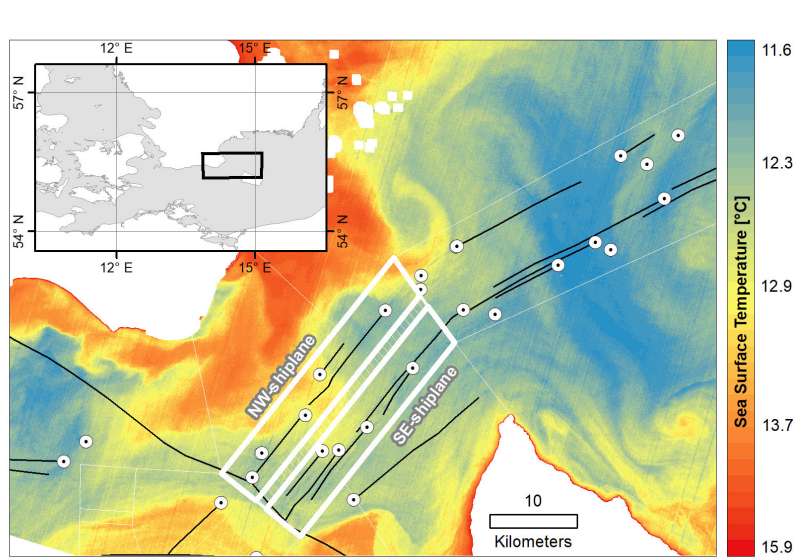 12° E 15° E
57° N 57° N
54° N 54° N
12° E 15° E
NW-shiplane
SE-shiplane
10
Kilometers
Sea Surface Temperature [°C]
11.6
12.3
12.9
13.7
15.9